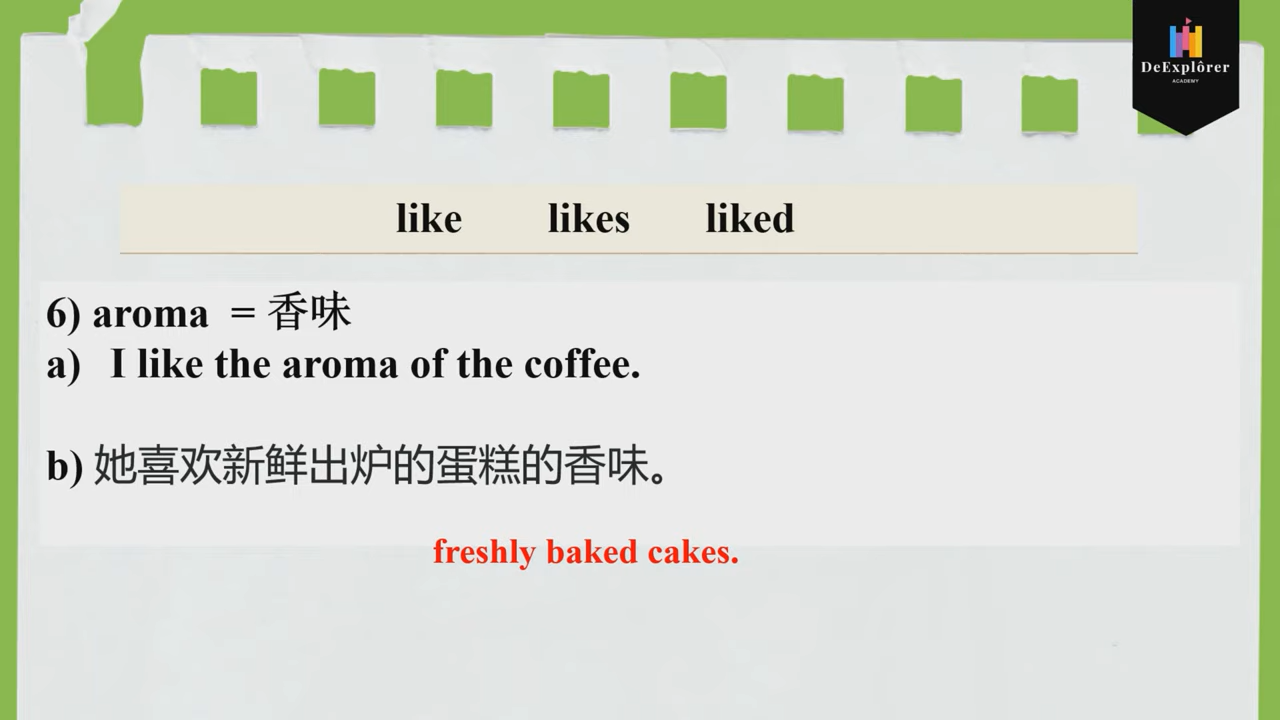 DeExplôrer
ACADEMY
like likes liked
6) aroma = 香味
a) I like the aroma of the coffee.
b) 她喜欢新鲜出炉的蛋糕的香味。
freshly baked cakes.